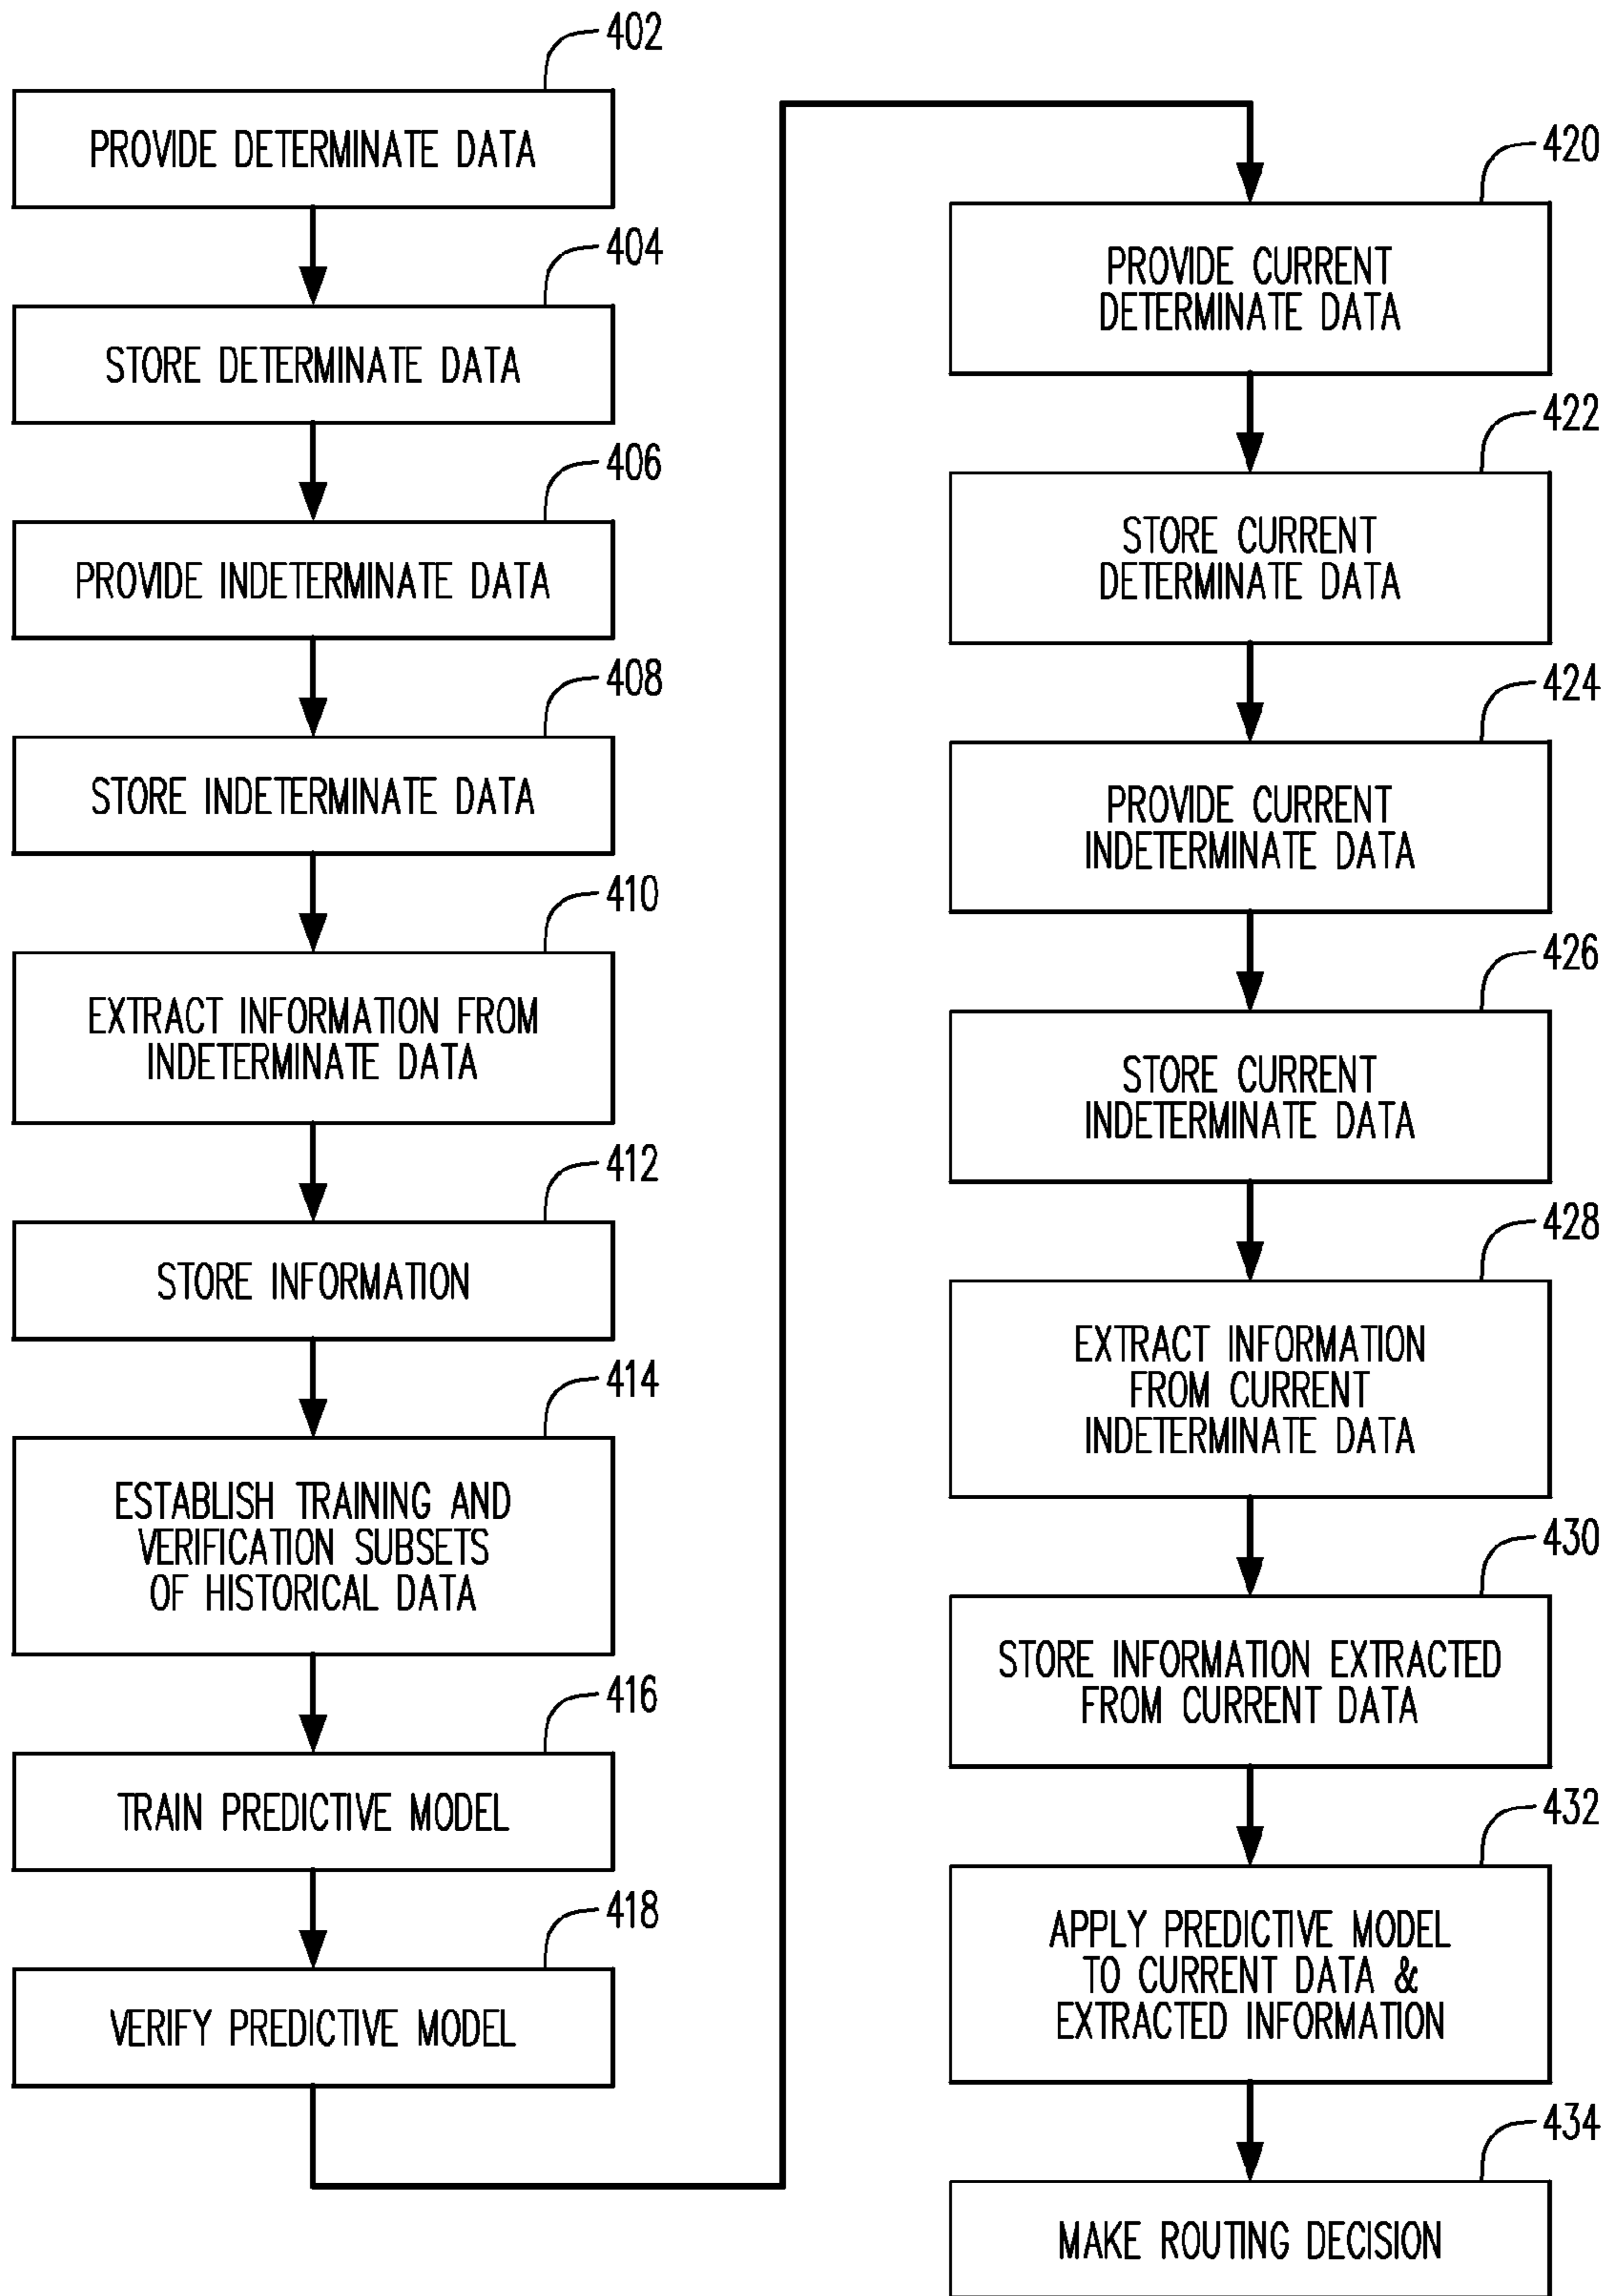 402
PROVIDE DETERMINATE DATA
404
STORE DETERMINATE DATA
406
PROVIDE INDETERMINATE DATA
408
STORE INDETERMINATE DATA
410
EXTRACT INFORMATION FROM
INDETERMINATE DATA
412
STORE INFORMATION
414
ESTABLISH TRAINING AND
VERIFICATION SUBSETS
OF HISTORICAL DATA
416
TRAIN PREDICTIVE MODEL
418
VERIFY PREDICTIVE MODEL
420
PROVIDE CURRENT
DETERMINATE DATA
422
STORE CURRENT
DETERMINATE DATA
424
PROVIDE CURRENT
INDETERMINATE DATA
426
STORE CURRENT
INDETERMINATE DATA
428
EXTRACT INFORMATION
FROM CURRENT
INDETERMINATE DATA
430
STORE INFORMATION EXTRACTED
FROM CURRENT DATA
432
APPLY PREDICTIVE MODEL
TO CURRENT DATA &
EXTRACTED INFORMATION
434
MAKE ROUTING DECISION